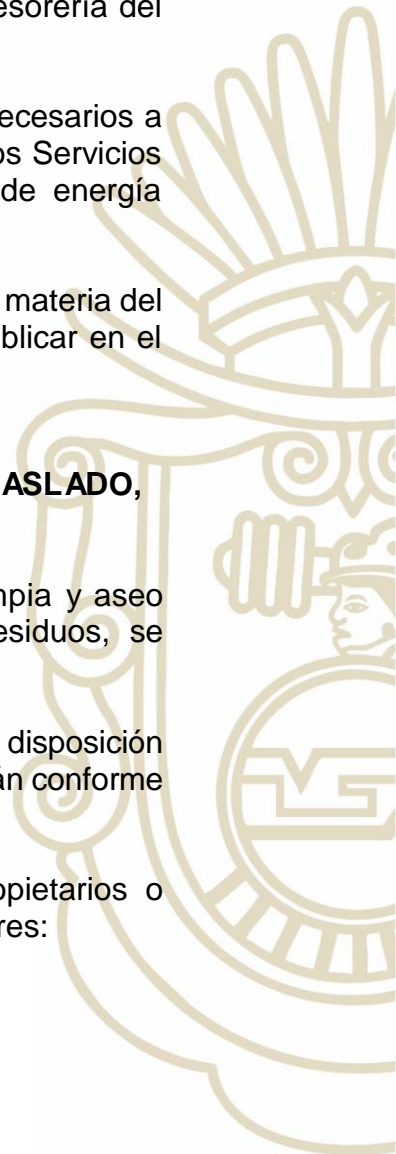 esorería del
ecesarios a
os Servicios
de energía
materia del
blicar en el
ASLADO,
npia y aseo
esiduos, se
disposición
án conforme
opietarios o
res: